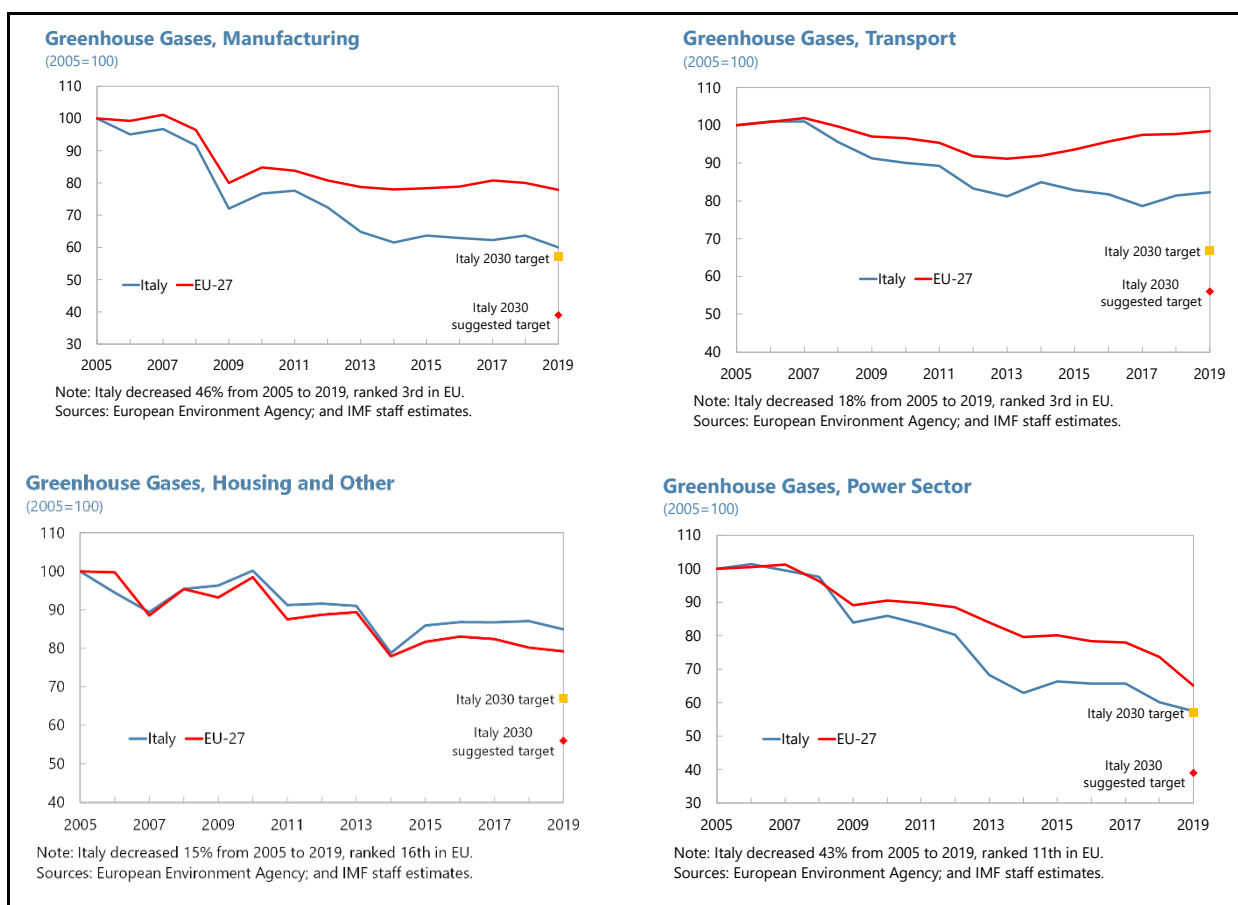 Greenhouse Gases, Manufacturing
(2005=100)
110
100
90
80
70
60
50
40
30
Italy 2030 target
Italy EU-27
Italy 2030
suggested target
2005 2007 2009 2011 2013 2015 2017 2019
Note: Italy decreased 46% from 2005 to 2019, ranked 3rd in EU.
Sources: European Environment Agency; and IMF staff estimates.
Greenhouse Gases, Transport
(2005=100)
110
100
90
80
70
60
50
40
Italy 2030 target
Italy EU-27
Italy 2030
suggested target
2005 2007 2009 2011 2013 2015 2017 2019
Note: Italy decreased 18% from 2005 to 2019, ranked 3rd in EU.
Sources: European Environment Agency; and IMF staff estimates.
Greenhouse Gases, Housing and Other
(2005=100)
110
100
90
80
70
60
50
40
Italy 2030 target
Italy EU-27
Italy 2030
suggested target
2005 2007 2009 2011 2013 2015 2017 2019
Note: Italy decreased 15% from 2005 to 2019, ranked 16th in EU.
Sources: European Environment Agency; and IMF staff estimates.
Greenhouse Gases, Power Sector
(2005=100)
110
100
90
80
70
60
50
40
30
Italy 2030 target
Italy EU-27
Italy 2030
suggested target
2005 2007 2009 2011 2013 2015 2017 2019
Note: Italy decreased 43% from 2005 to 2019, ranked 11th in EU.
Sources: European Environment Agency; and IMF staff estimates.